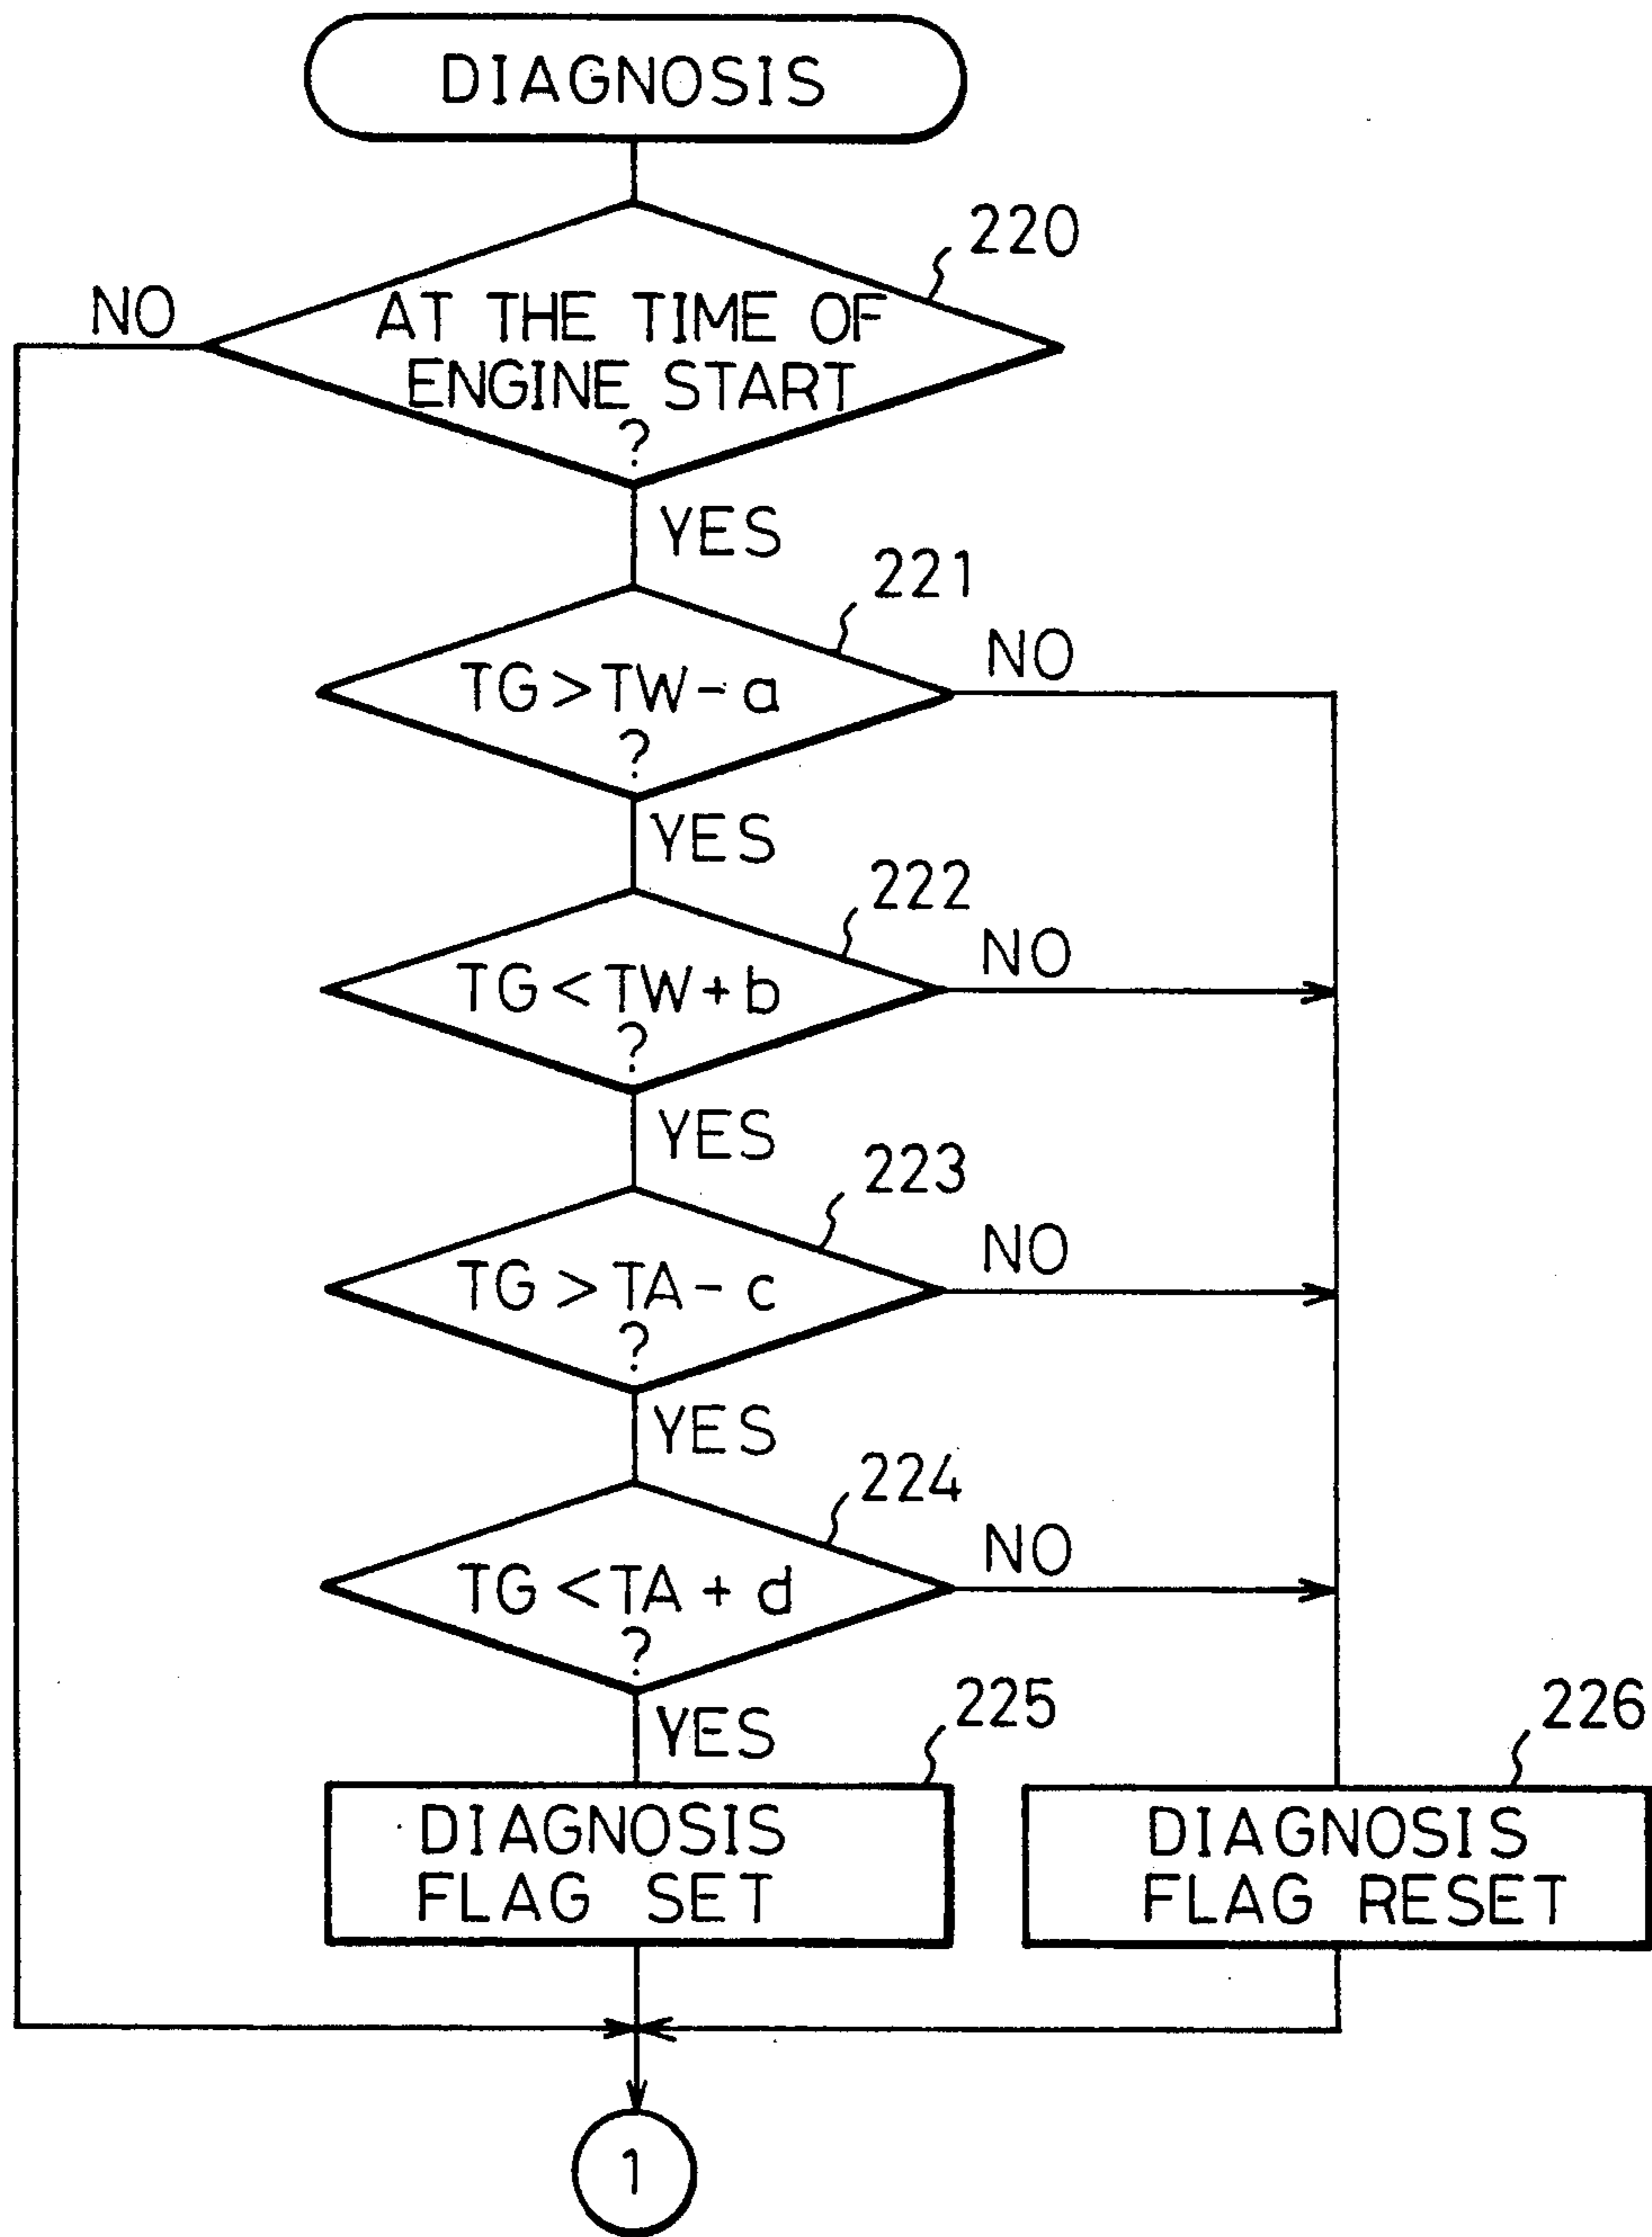 DIAGNOSIS
220
NO
AT THE TIME OF
ENGINE START
?
YES
221
NO
TG > TW - a
?
YES
222
NO
TG < TW + b
?
YES
223
NO
TG > TA - c
?
YES
224
NO
TG < TA + d
?
YES
225
226
DIAGNOSIS
FLAG SET
DIAGNOSIS
FLAG RESET
1